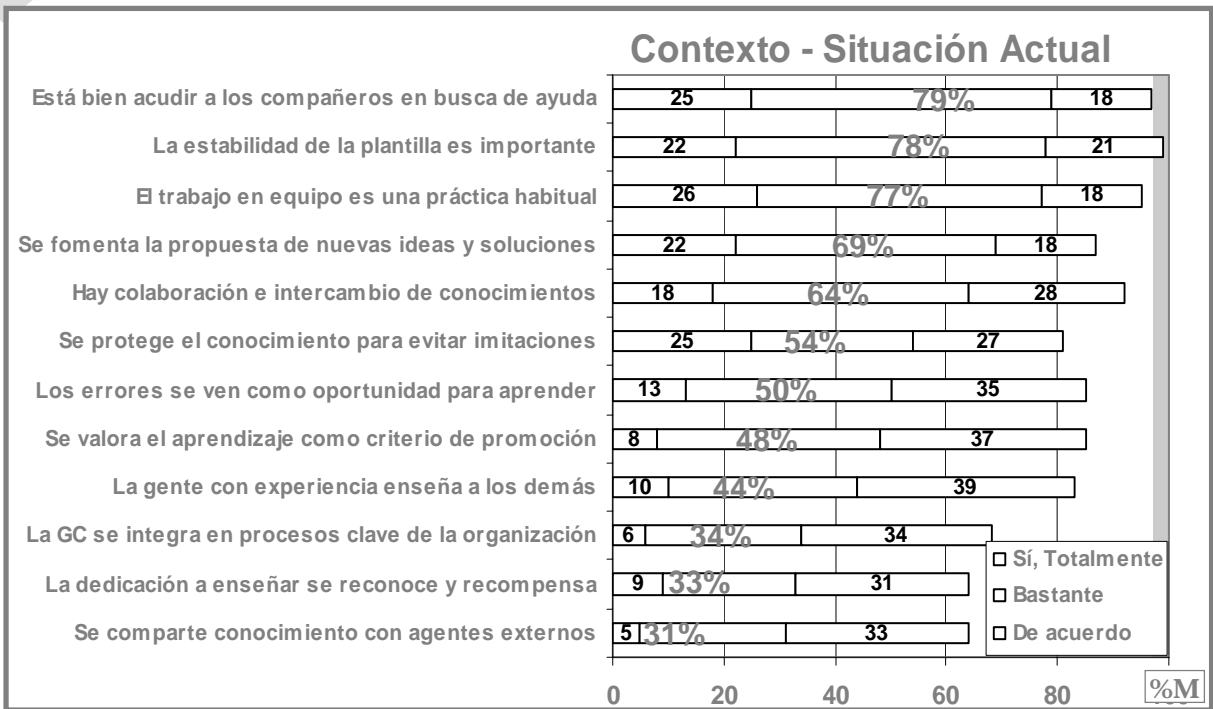 Contexto - Situación Actual
Está bien acudir a los compañeros en busca de ayuda 25 79% 18
La estabilidad de la plantilla es importante 22 78% 21
El trabajo en equipo es una práctica habitual 26 77% 18
Se fomenta la propuesta de nuevas ideas y soluciones 22 69% 18
Hay colaboración e intercambio de conocimientos 18 64% 28
Se protege el conocimiento para evitar imitaciones 25 54% 27
Los errores se ven como oportunidad para aprender 13 50% 35
Se valora el aprendizaje como criterio de promoción 8 48% 37
La gente con experiencia enseña a los demás 10 44% 39
La GC se integra en procesos clave de la organización 6 34% 34
La dedicación a enseñar se reconoce y recompensa 9 33% 31
Se comparte conocimiento con agentes externos 5 31% 33
Sí, Totalmente
Bastante
De acuerdo
0 20 40 60 80 %M